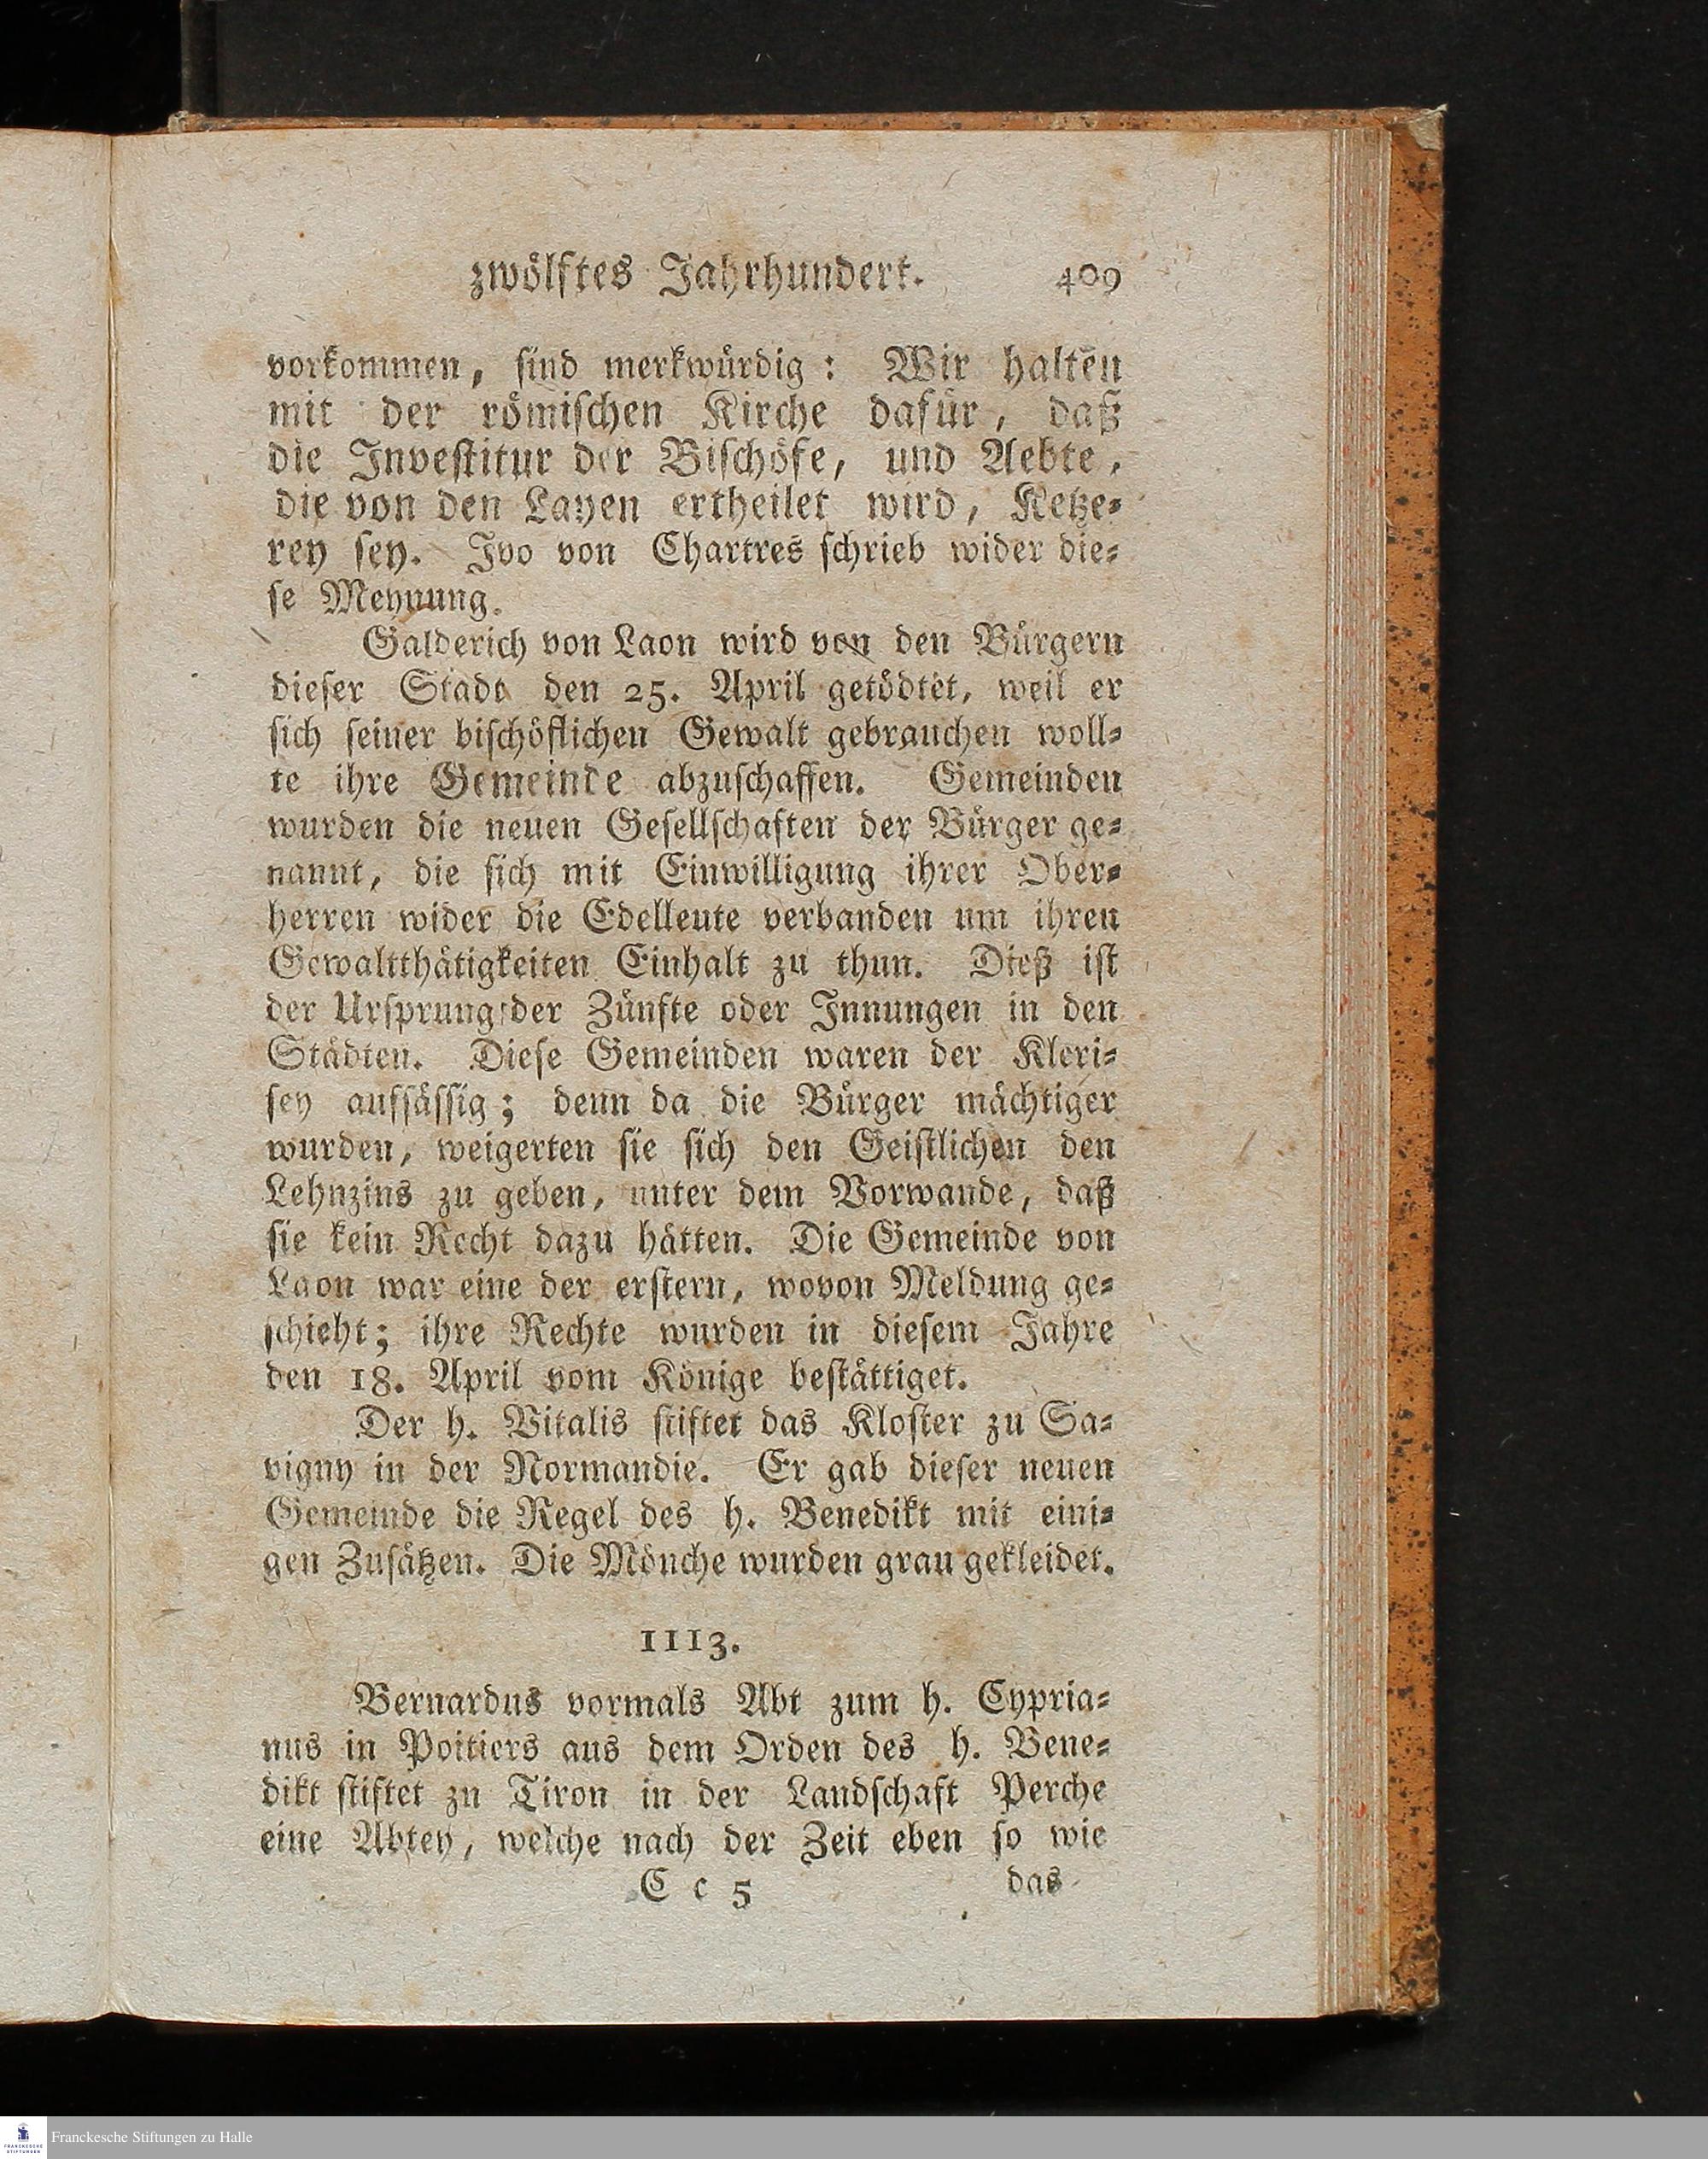 zwölftes Jahrhundert. 409
vorkommen, sind merkwürdig: Wir halten
mit der römischen Kirche dafür, daß
die Investitur der Bischöfe, und Aebte,
die von den Layen ertheilet wird, Ketze-
rey sey. Ivo von Chartres schrieb wider die-
se Meynung.
Galderich von Laon wird von den Bürgern
dieser Stadt den 25. April getödtet, weil er
sich seiner bischöflichen Gewalt gebrauchen woll-
te ihre Gemeinde abzuschaffen. Gemeinden
wurden die neuen Gesellschaften der Bürger ge-
nannt, die sich mit Einwilligung ihrer Ober-
herren wider die Edelleute verbanden um ihren
Gewaltthätigkeiten Einhalt zu thun. Dieß ist
der Ursprung der Zünfte oder Innungen in den
Städten. Diese Gemeinden waren der Kleri-
sey aufsässig; denn da die Bürger mächtiger
wurden, weigerten sie sich den Geistlichen den
Lehnzins zu geben, unter dem Vorwande, daß
sie kein Recht dazu hätten. Die Gemeinde von
Laon war eine der erstern, wovon Meldung ge-
schieht; ihre Rechte wurden in diesem Jahre
den 18. April vom Könige bestättiget.
Der h. Vitalis stiftet das Kloster zu Sa-
vigny in der Normandie. Er gab dieser neuen
Gemeinde die Regel des h. Benedikt mit eini-
gen Zusätzen. Die Mönche wurden grau gekleidet.
1113.
Bernardus vormals Abt zum h. Cypria-
nus in Poitiers aus dem Orden des h. Bene-
dikt stiftet zu Tiron in der Landschaft Perche
eine Abtey, welche nach der Zeit eben so wie
C c 5 das
FRANCKESCHE STIFTUNGEN
Franckesche Stiftungen zu Halle